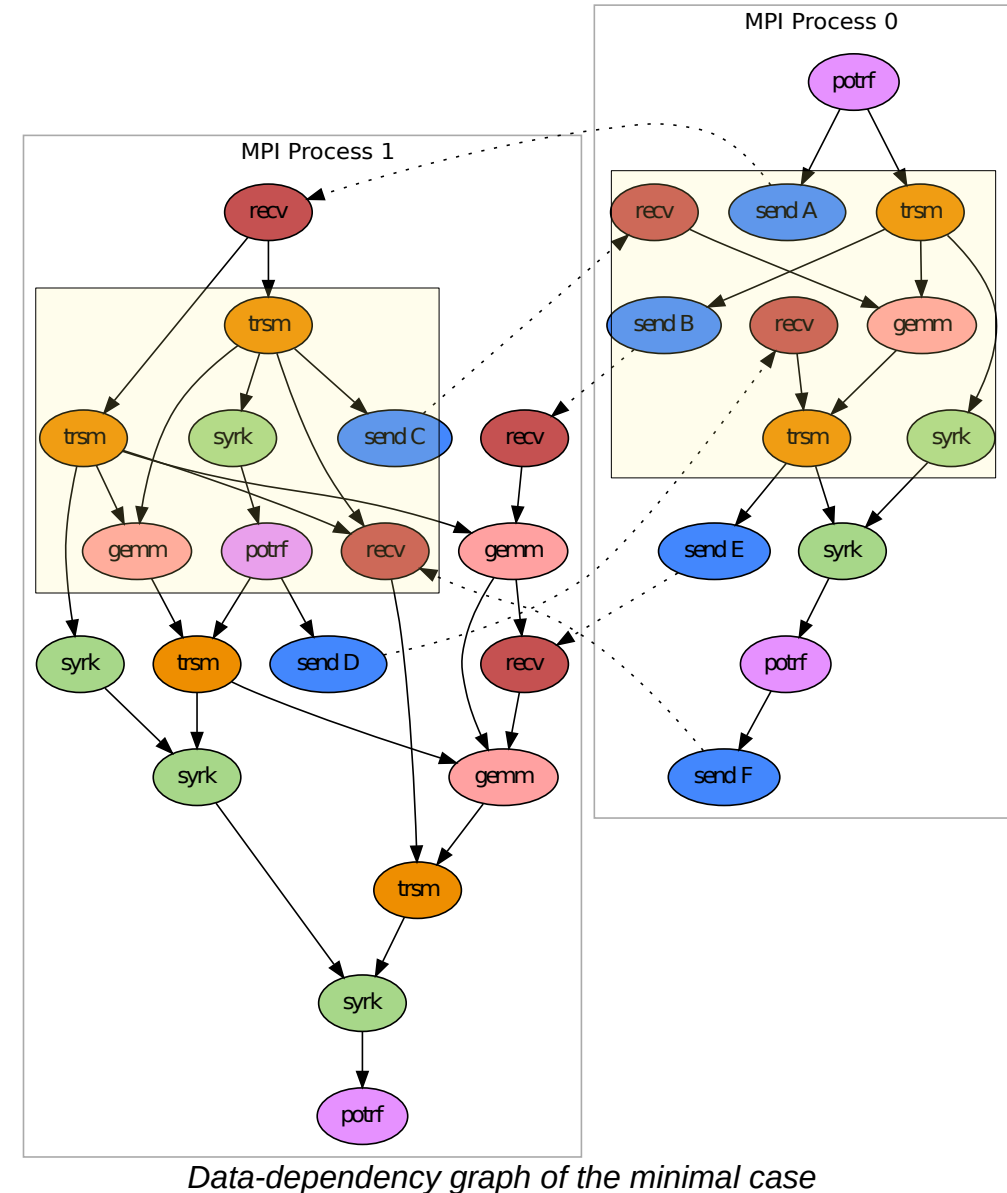 MPI Process 0
potrf
MPI Process 1
recv
recv
send A
trsm
trsm
send B
recv
gemm
trsm
syrk
send C
recv
trsm
syrk
gemm
potrf
recv
gemm
send E
syrk
syrk
trsm
send D
recv
potrf
syrk
gemm
send F
trsm
syrk
potrf
Data-dependency graph of the minimal case